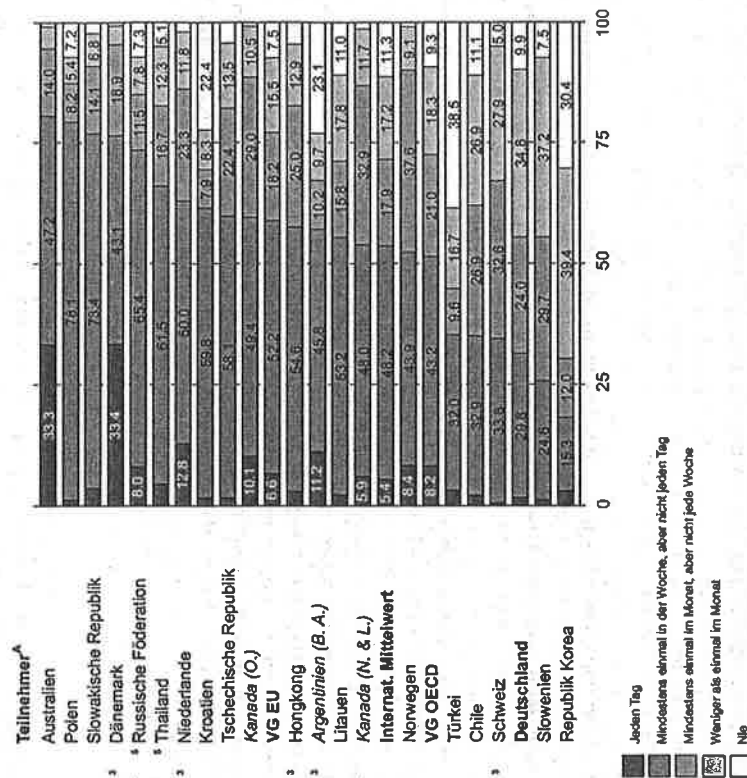 Teilnehmer^A
Australien 33.3 47.2 14.0
Polen 78.1 8.2 5.4 7.2
Slowakische Republik 73.4 14.1 8.8
3 Dänemark 33.4 43.1 18.9
5 Russische Föderation 8.0 65.4 11.5 7.8 7.3
5 Thailand 61.5 16.7 12.3 5.1
3 Niederlande 12.8 50.0 23.3 11.8
Kroatien 59.8 7.9 8.3 22.4
Tschechische Republik 58.1 22.4 13.5
Kanada (O.) 10.1 49.4 29.0 10.5
VG EU 6.6 52.2 18.2 15.5 7.5
3 Hongkong 54.6 25.0 12.9
3 Argentinien (B. A.) 11.2 45.8 10.2 9.7 23.1
Litauen 53.2 15.8 17.8 11.0
Kanada (N. & L.) 5.9 48.0 32.9 11.7
Internat. Mittelwert 5.4 48.2 17.9 17.2 11.3
Norwegen 8.4 43.9 37.6 9.1
VG OECD 8.2 43.2 21.0 18.3 9.3
Türkei 32.0 9.6 16.7 38.5
Chile 32.9 26.9 26.9 11.1
3 Schweiz 33.8 32.6 27.9 5.0
Deutschland 29.8 24.0 34.8 9.9
Slowenien 24.6 29.7 37.2 7.5
Republik Korea 15.3 12.0 39.4 30.4
0 25 50 75 100
Jeden Tag
Mindestens einmal in der Woche, aber nicht jeden Tag
Mindestens einmal im Monat, aber nicht jede Woche
Weniger als einmal im Monat
Nie